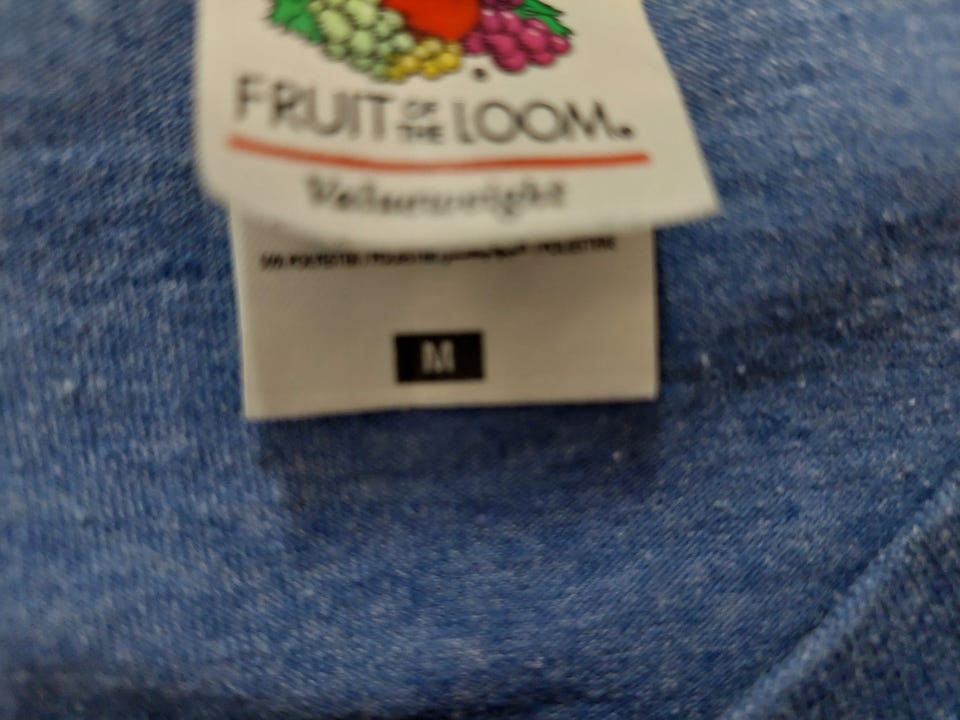 FRUIT OF THE LOOM.
Valueweight
M